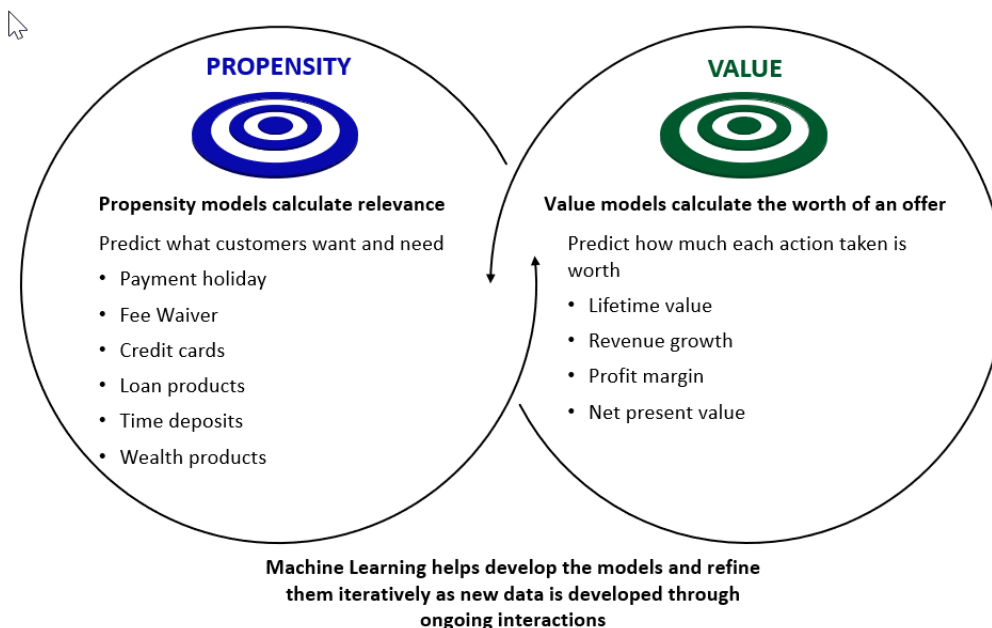 PROPENSITY
Propensity models calculate relevance
Predict what customers want and need
• Payment holiday
• Fee Waiver
• Credit cards
• Loan products
• Time deposits
• Wealth products
VALUE
Value models calculate the worth of an offer
Predict how much each action taken is
worth
• Lifetime value
• Revenue growth
• Profit margin
• Net present value
Machine Learning helps develop the models and refine
them iteratively as new data is developed through
ongoing interactions